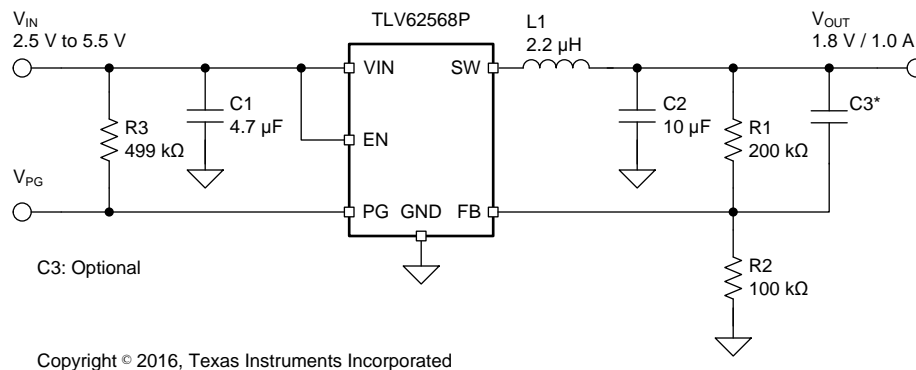 TLV62568P
VIN
2.5 V to 5.5 V
L1
2.2 µH
VOUT
1.8 V / 1.0 A
VIN
SW
C1
4.7 µF
R3
499 kΩ
EN
C2
10 µF
R1
200 kΩ
C3*
VPG
PG
GND
FB
C3: Optional
R2
100 kΩ
Copyright © 2016, Texas Instruments Incorporated